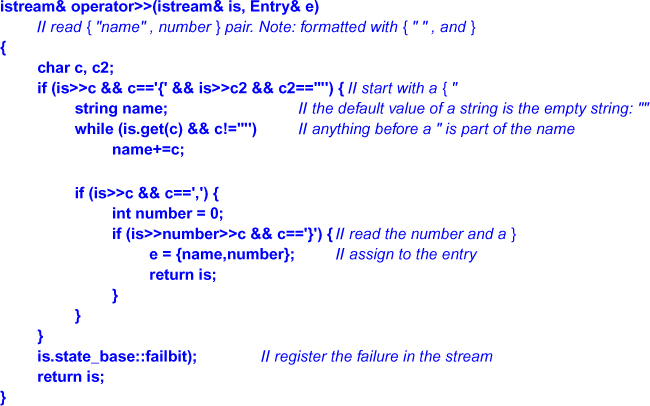 istream& operator>>(istream& is, Entry& e)
// read { "name" , number } pair. Note: formatted with { " " , and }
{
char c, c2;
if (is>>c && c=='{' && is>>c2 && c2=='"') { // start with a { "
string name; // the default value of a string is the empty string: ""
while (is.get(c) && c!='"') // anything before a " is part of the name
name+=c;
if (is>>c && c==',') {
int number = 0;
if (is>>number>>c && c=='}') { // read the number and a }
e = {name,number}; // assign to the entry
return is;
}
}
}
is.state_base::failbit); // register the failure in the stream
return is;
}